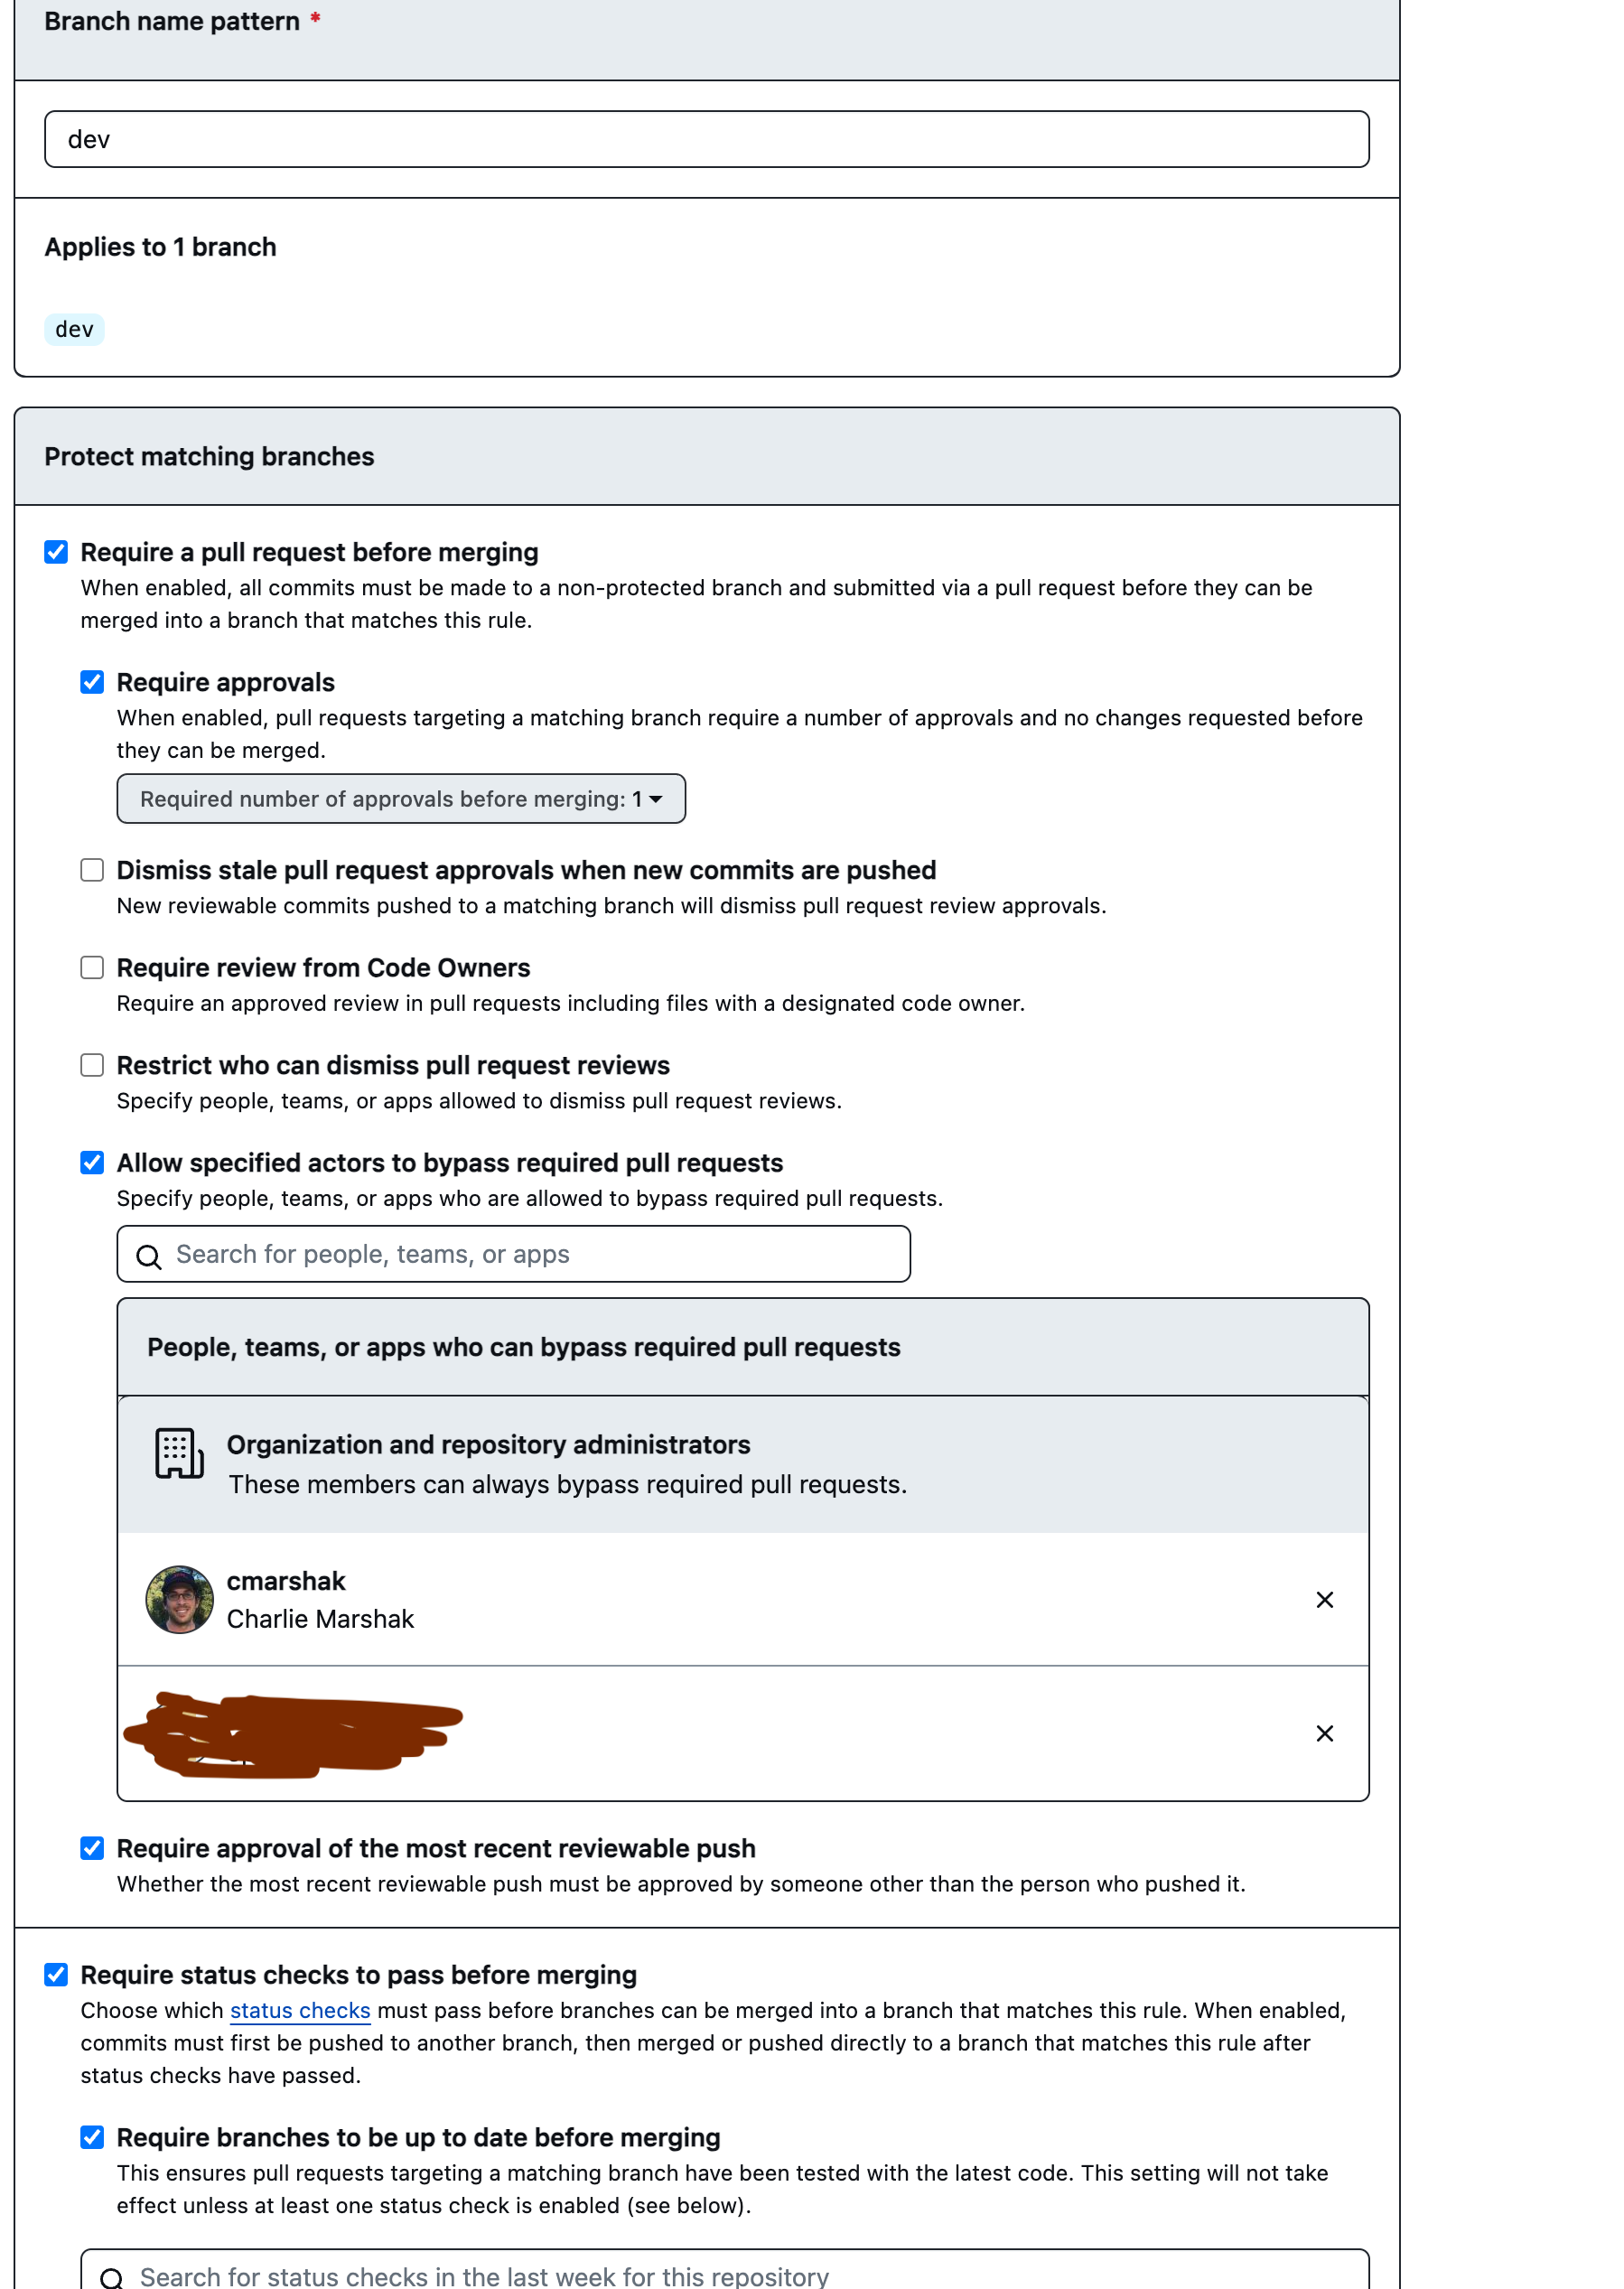 Branch name pattern *
dev
Applies to 1 branch
dev
Protect matching branches
Require a pull request before merging
When enabled, all commits must be made to a non-protected branch and submitted via a pull request before they can be
merged into a branch that matches this rule.
Require approvals
When enabled, pull requests targeting a matching branch require a number of approvals and no changes requested before
they can be merged.
Required number of approvals before merging: 1
Dismiss stale pull request approvals when new commits are pushed
New reviewable commits pushed to a matching branch will dismiss pull request review approvals.
Require review from Code Owners
Require an approved review in pull requests including files with a designated code owner.
Restrict who can dismiss pull request reviews
Specify people, teams, or apps allowed to dismiss pull request reviews.
Allow specified actors to bypass required pull requests
Specify people, teams, or apps who are allowed to bypass required pull requests.
Search for people, teams, or apps
People, teams, or apps who can bypass required pull requests
Organization and repository administrators
These members can always bypass required pull requests.
cmarshak
Charlie Marshak
Require approval of the most recent reviewable push
Whether the most recent reviewable push must be approved by someone other than the person who pushed it.
Require status checks to pass before merging
Choose which status checks must pass before branches can be merged into a branch that matches this rule. When enabled,
commits must first be pushed to another branch, then merged or pushed directly to a branch that matches this rule after
status checks have passed.
Require branches to be up to date before merging
This ensures pull requests targeting a matching branch have been tested with the latest code. This setting will not take
effect unless at least one status check is enabled (see below).
Search for status checks in the last week for this repository